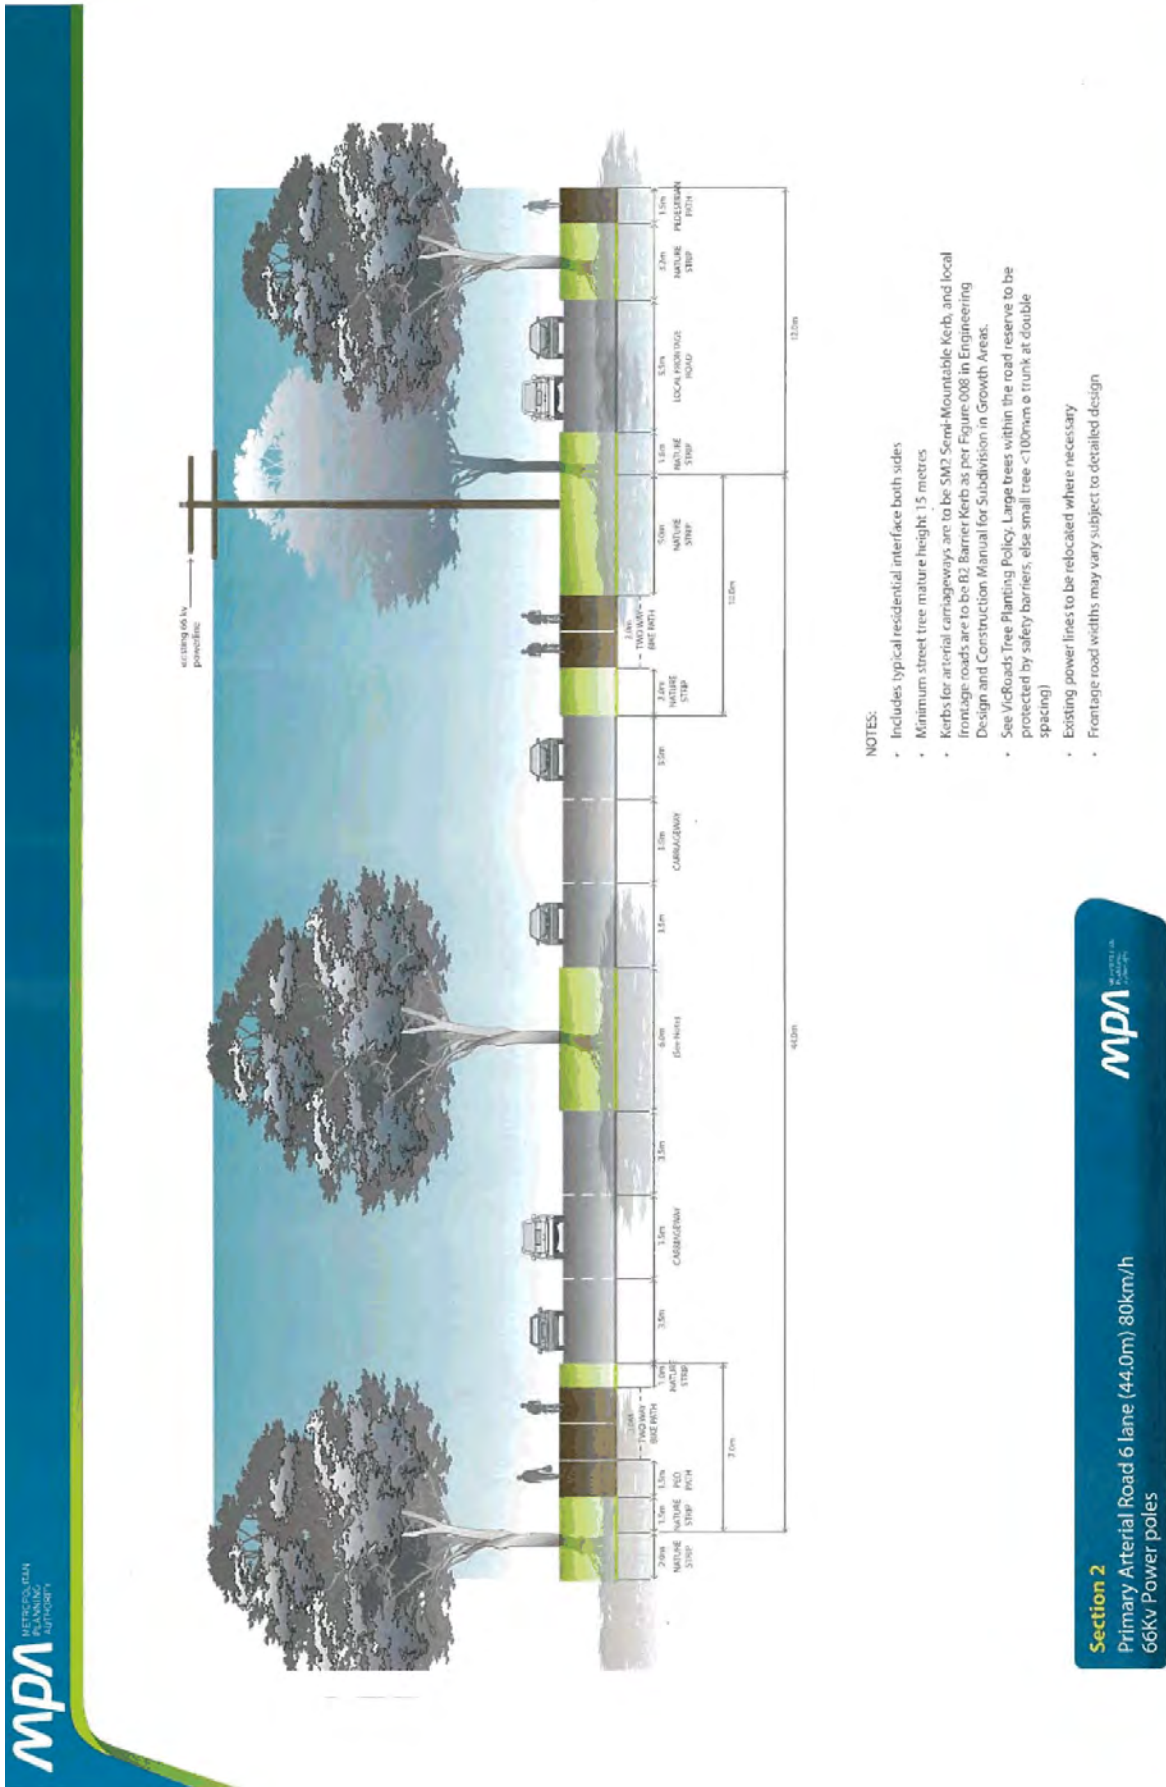 mpa
METROPOLITAN
PLANNING
AUTHORITY
existing 66 kv
powerline
2.0m
NATURE
STRIP
1.5m
NATURE
STRIP
1.5m
PED
PATH
3.0m
TWO WAY
BIKE PATH
1.0m
NATURE
STRIP
3.5m
3.5m
CARRIAGEWAY
3.5m
6.0m
(See Note)
3.5m
CARRIAGEWAY
2.0m
NATURE
STRIP
3.0m
TWO WAY
BIKE PATH
5.0m
NATURE
STRIP
1.8m
NATURE
STRIP
5.5m
LOCAL FRONTAGE
ROAD
3.2m
NATURE
STRIP
1.5m
PEDESTRIAN
PATH
7.0m
10.0m
44.0m
12.0m
NOTES:
• Includes typical residential interface both sides
• Minimum street tree mature height 15 metres
• Kerbs for arterial carriageways are to be SM2 Semi-Mountable Kerb, and local
frontage roads are to be B2 Barrier Kerb as per Figure 008 in Engineering
Design and Construction Manual for Subdivision in Growth Areas.
• See VicRoads Tree Planting Policy. Large trees within the road reserve to be
protected by safety barriers, else small tree <100mm ø trunk at double
spacing)
• Existing power lines to be relocated where necessary
• Frontage road widths may vary subject to detailed design
Section 2
Primary Arterial Road 6 lane (44.0m) 80km/h
66Kv Power poles
mpa